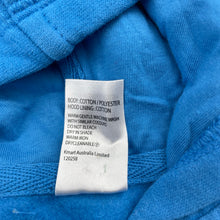 BODY: COTTON / POLYESTER
HOOD LINING: COTTON
WARM GENTLE MACHINE WASH
WITH SIMILAR COLOURS
DO NOT BLEACH
DRY IN SHADE
WARM IRON
DRYCLEANABLE (P)
Kmart Australia Limited